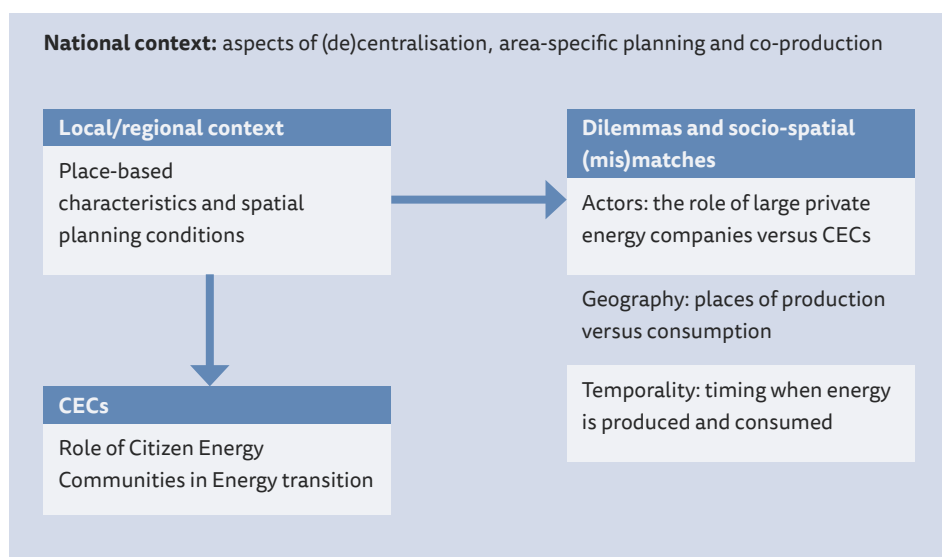 National context: aspects of (de)centralisation, area-specific planning and co-production
Local/regional context
Place-based
characteristics and spatial
planning conditions
CECs
Role of Citizen Energy
Communities in Energy transition
Dilemmas and socio-spatial
(mis)matches
Actors: the role of large private
energy companies versus CECs
Geography: places of production
versus consumption
Temporality: timing when energy
is produced and consumed